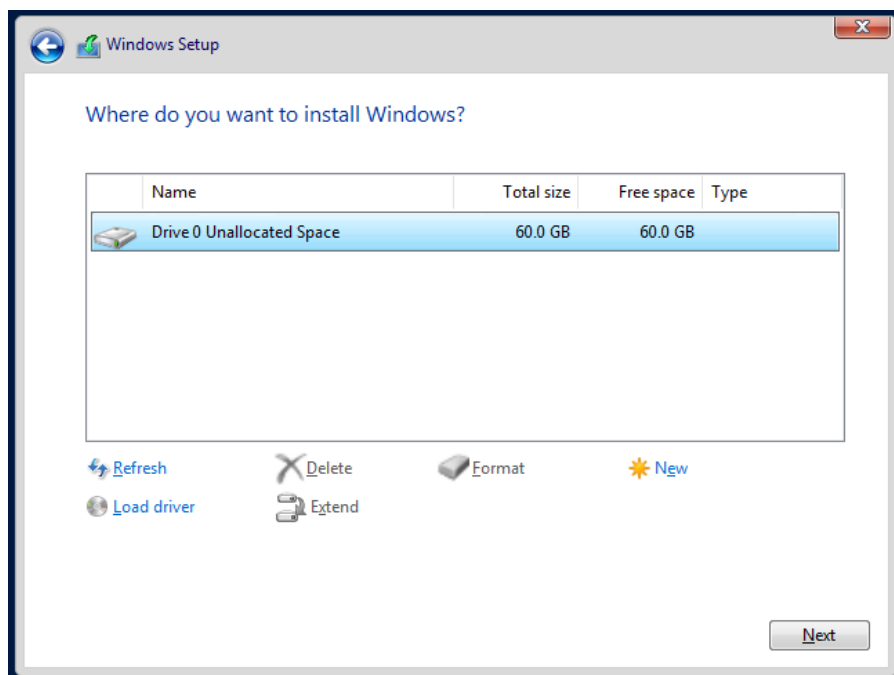 Windows Setup
Where do you want to install Windows?
Name Total size Free space Type
Drive 0 Unallocated Space 60.0 GB 60.0 GB
Refresh Delete Format New
Load driver Extend
Next